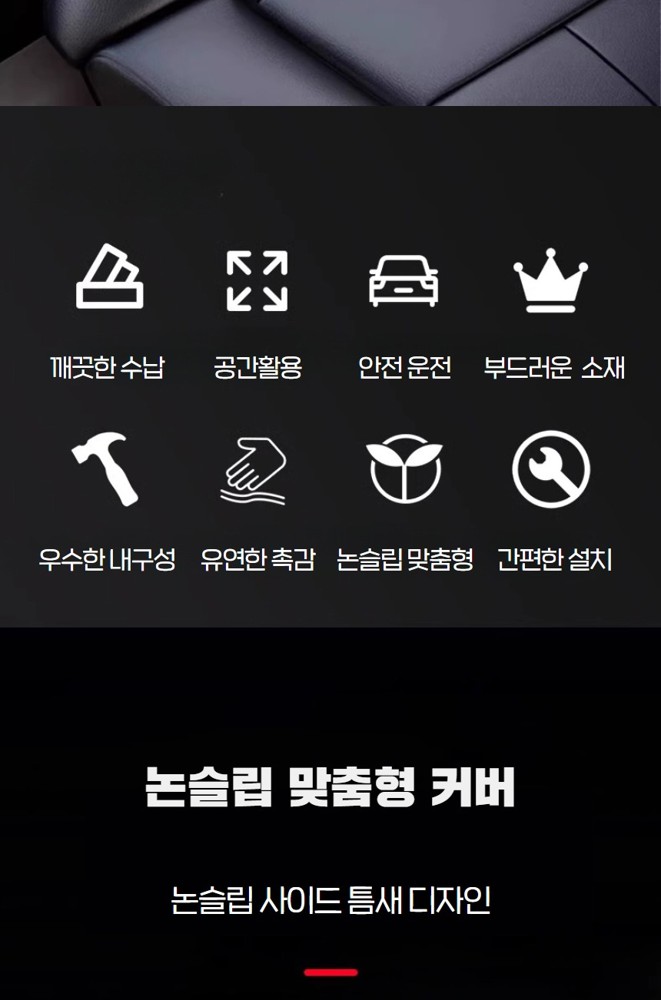 깨끗한 수납 공간활용 안전 운전 부드러운 소재
우수한 내구성 유연한 촉감 논슬립 맞춤형 간편한 설치
논슬립 맞춤형 커버
논슬립 사이드 틈새 디자인